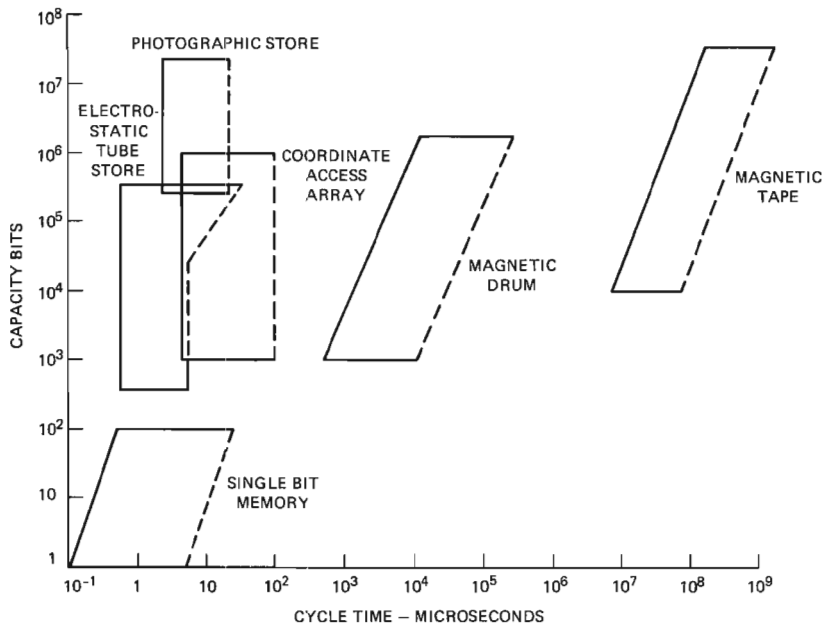 10⁸
PHOTOGRAPHIC STORE
10⁷
ELECTRO-
STATIC
TUBE
STORE
10⁶
COORDINATE
ACCESS
ARRAY
MAGNETIC
TAPE
10⁵
MAGNETIC
DRUM
10⁴
CAPACITY BITS
10³
10²
SINGLE BIT
MEMORY
10
1
10⁻¹ 1 10 10² 10³ 10⁴ 10⁵ 10⁶ 10⁷ 10⁸ 10⁹
CYCLE TIME – MICROSECONDS